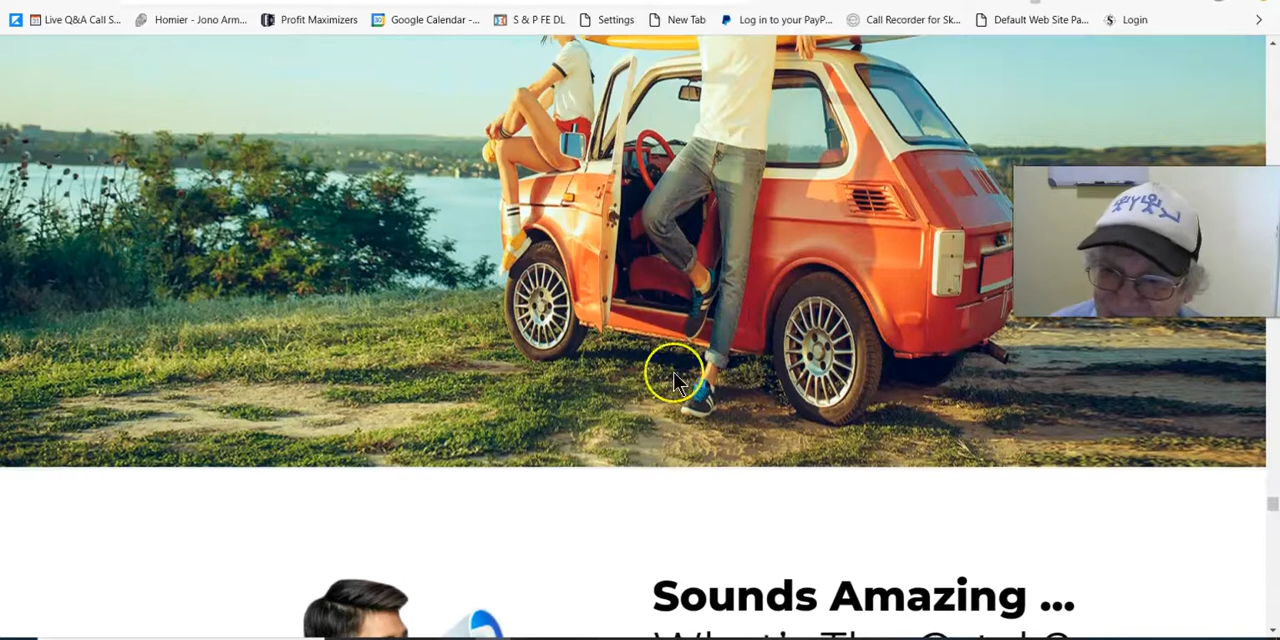 Live Q&A Call S... Homier - Jono Arm... Profit Maximizers Google Calendar -... S & P FE DL Settings New Tab Log in to your PayP... Call Recorder for Sk... Default Web Site Pa... Login
Sounds Amazing ...